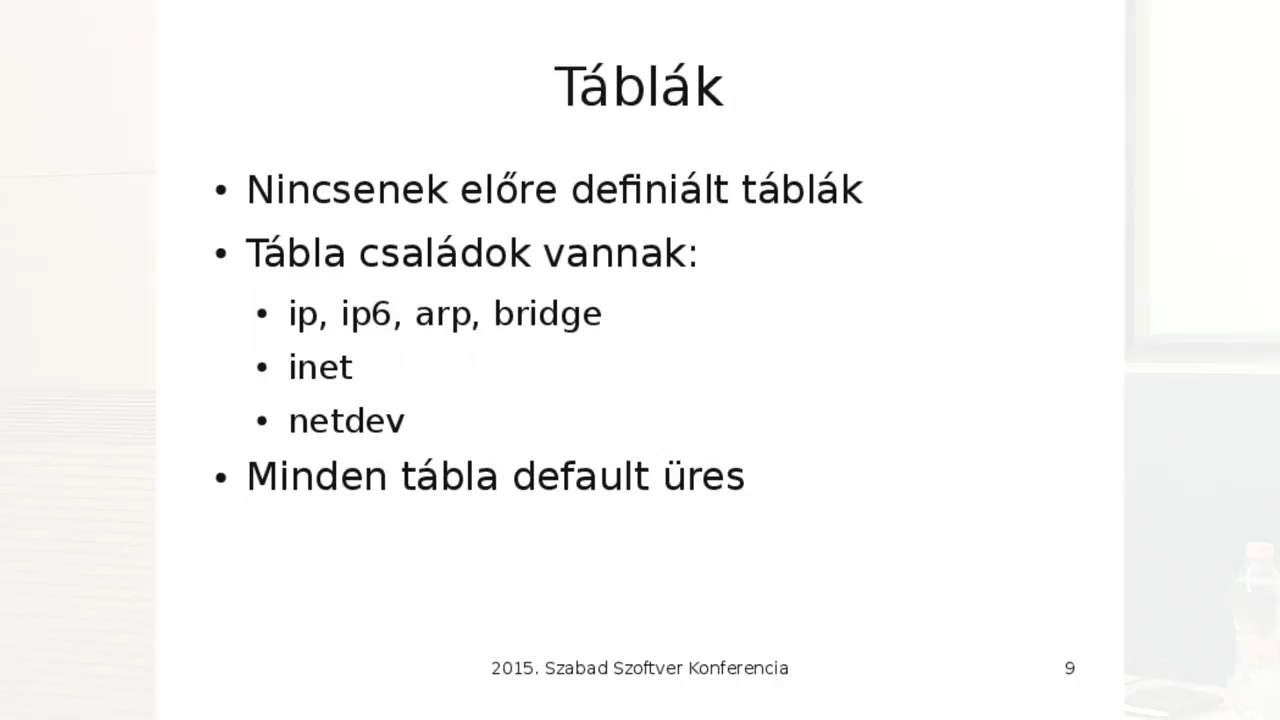 Táblák
• Nincsenek előre definiált táblák
• Tábla családok vannak:
• ip, ip6, arp, bridge
• inet
• netdev
• Minden tábla default üres
2015. Szabad Szoftver Konferencia
9